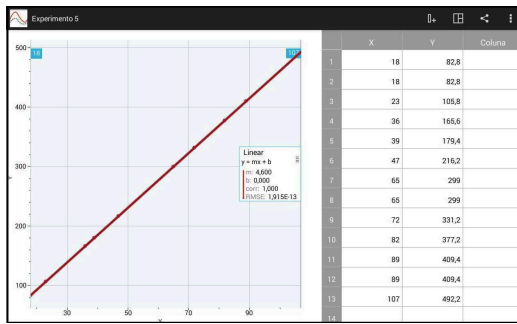 Experimento 5
X Y Coluna
1 18 82,8
2 18 82,8
3 23 105,8
4 36 165,6
5 39 179,4
6 47 216,2
7 65 299
8 65 299
9 72 331,2
10 82 377,2
11 89 409,4
12 89 409,4
13 107 492,2
14
18
107
500
400
300
200
100
30 50 70 90
X
Y
Linear
y = mx + b
m: 4,600
b: 0,000
corr: 1,000
RMSE: 1,915E-13